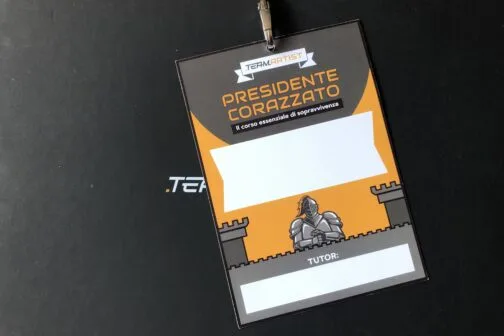 TEAMARTIST
PRESIDENTE
CORAZZATO
Il corso essenziale di sopravvivenza
.TEA
TUTOR: